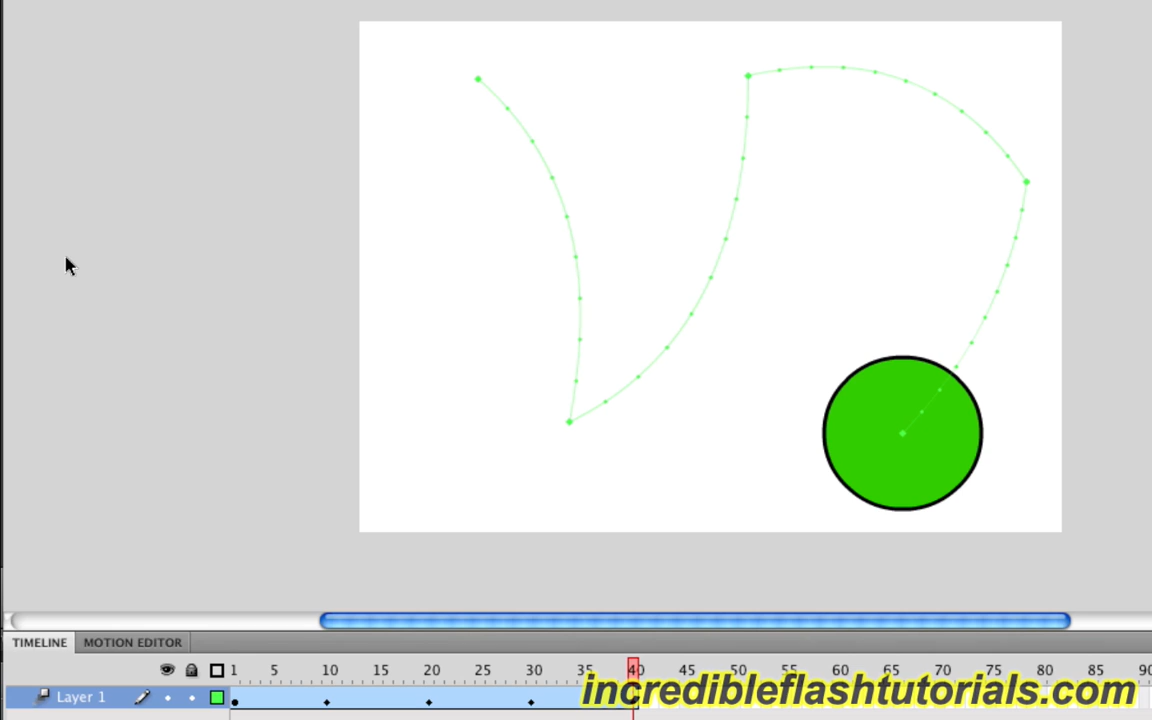 TIMELINE MOTION EDITOR
1 5 10 15 20 25 30 35 40 45 50 55 60 65 70 75 80 85 90
Layer 1
incredibleflashtutorials.com